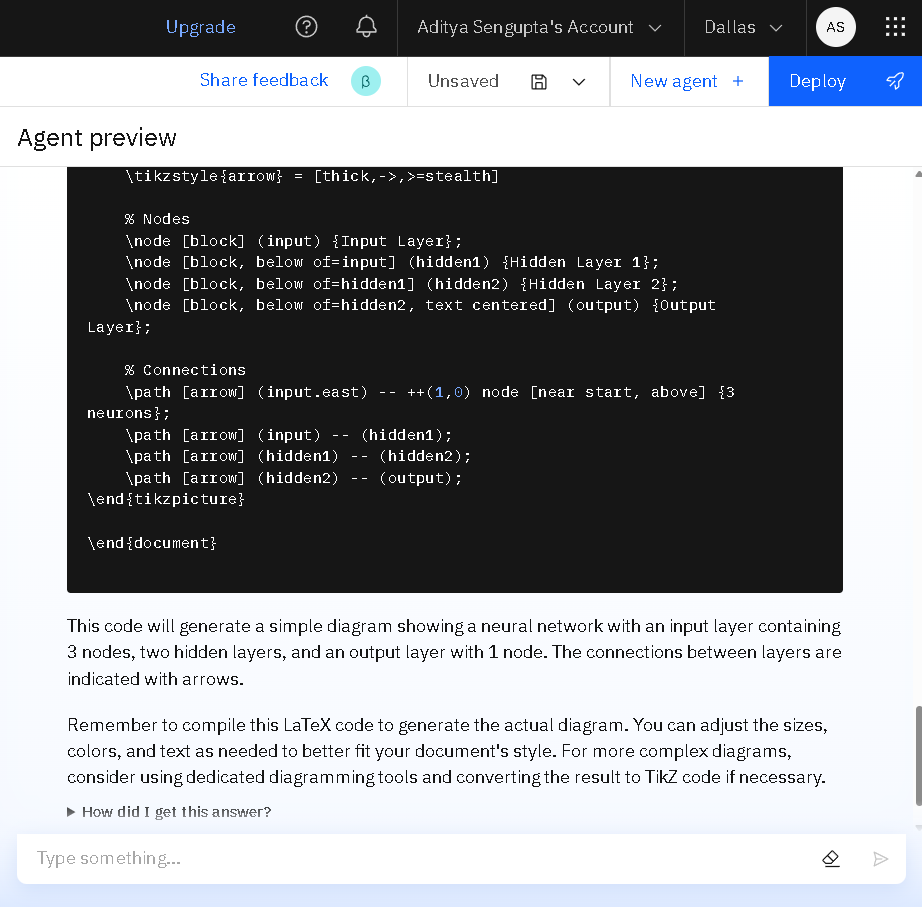 Upgrade
Aditya Sengupta's Account
Dallas
AS
Share feedback
β
Unsaved
New agent +
Deploy
Agent preview
\tikzstyle{arrow} = [thick,->,>=stealth]
% Nodes
\node [block] (input) {Input Layer};
\node [block, below of=input] (hidden1) {Hidden Layer 1};
\node [block, below of=hidden1] (hidden2) {Hidden Layer 2};
\node [block, below of=hidden2, text centered] (output) {Output
Layer};
% Connections
\path [arrow] (input.east) -- ++(1,0) node [near start, above] {3
neurons};
\path [arrow] (input) -- (hidden1);
\path [arrow] (hidden1) -- (hidden2);
\path [arrow] (hidden2) -- (output);
\end{tikzpicture}
\end{document}
This code will generate a simple diagram showing a neural network with an input layer containing
3 nodes, two hidden layers, and an output layer with 1 node. The connections between layers are
indicated with arrows.
Remember to compile this LaTeX code to generate the actual diagram. You can adjust the sizes,
colors, and text as needed to better fit your document's style. For more complex diagrams,
consider using dedicated diagramming tools and converting the result to TikZ code if necessary.
How did I get this answer?
Type something...